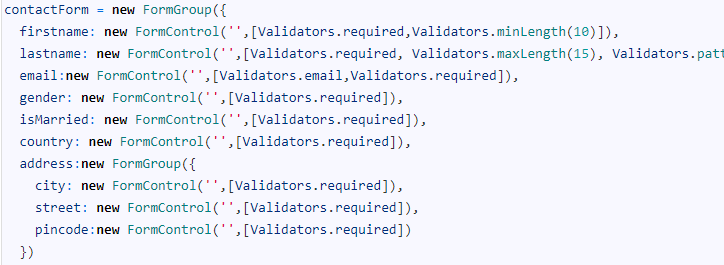 contactForm = new FormGroup({
firstname: new FormControl('',[Validators.required,Validators.minLength(10)]),
lastname: new FormControl('',[Validators.required, Validators.maxLength(15), Validators.patt
email:new FormControl('',[Validators.email,Validators.required]),
gender: new FormControl('',[Validators.required]),
isMarried: new FormControl('',[Validators.required]),
country: new FormControl('',[Validators.required]),
address:new FormGroup({
city: new FormControl('',[Validators.required]),
street: new FormControl('',[Validators.required]),
pincode:new FormControl('',[Validators.required])
})